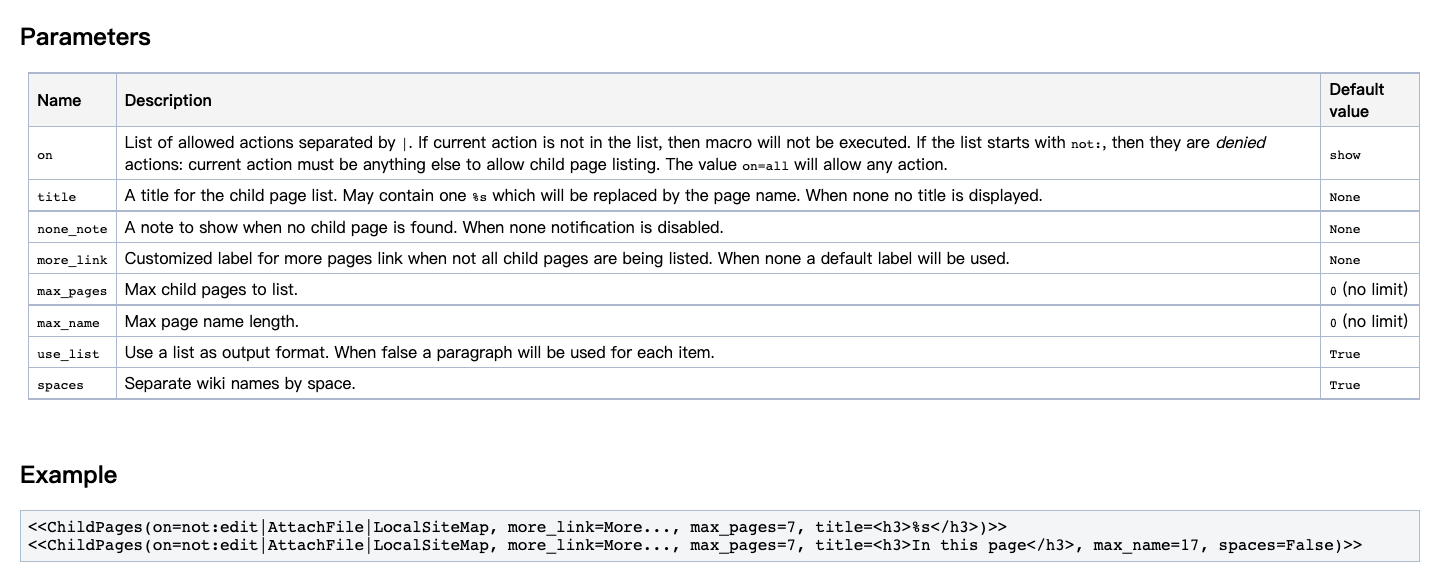 Parameters
Name Description Default value
on List of allowed actions separated by |. If current action is not in the list, then macro will not be executed. If the list starts with not:, then they are denied
actions: current action must be anything else to allow child page listing. The value on=all will allow any action. show
title A title for the child page list. May contain one %s which will be replaced by the page name. When none no title is displayed. None
none_note A note to show when no child page is found. When none notification is disabled. None
more_link Customized label for more pages link when not all child pages are being listed. When none a default label will be used. None
max_pages Max child pages to list. 0 (no limit)
max_name Max page name length. 0 (no limit)
use_list Use a list as output format. When false a paragraph will be used for each item. True
spaces Separate wiki names by space. True
Example
<<ChildPages(on=not:edit|AttachFile|LocalSiteMap, more_link=More..., max_pages=7, title=<h3>%s</h3>)>>
<<ChildPages(on=not:edit|AttachFile|LocalSiteMap, more_link=More..., max_pages=7, title=<h3>In this page</h3>, max_name=17, spaces=False)>>